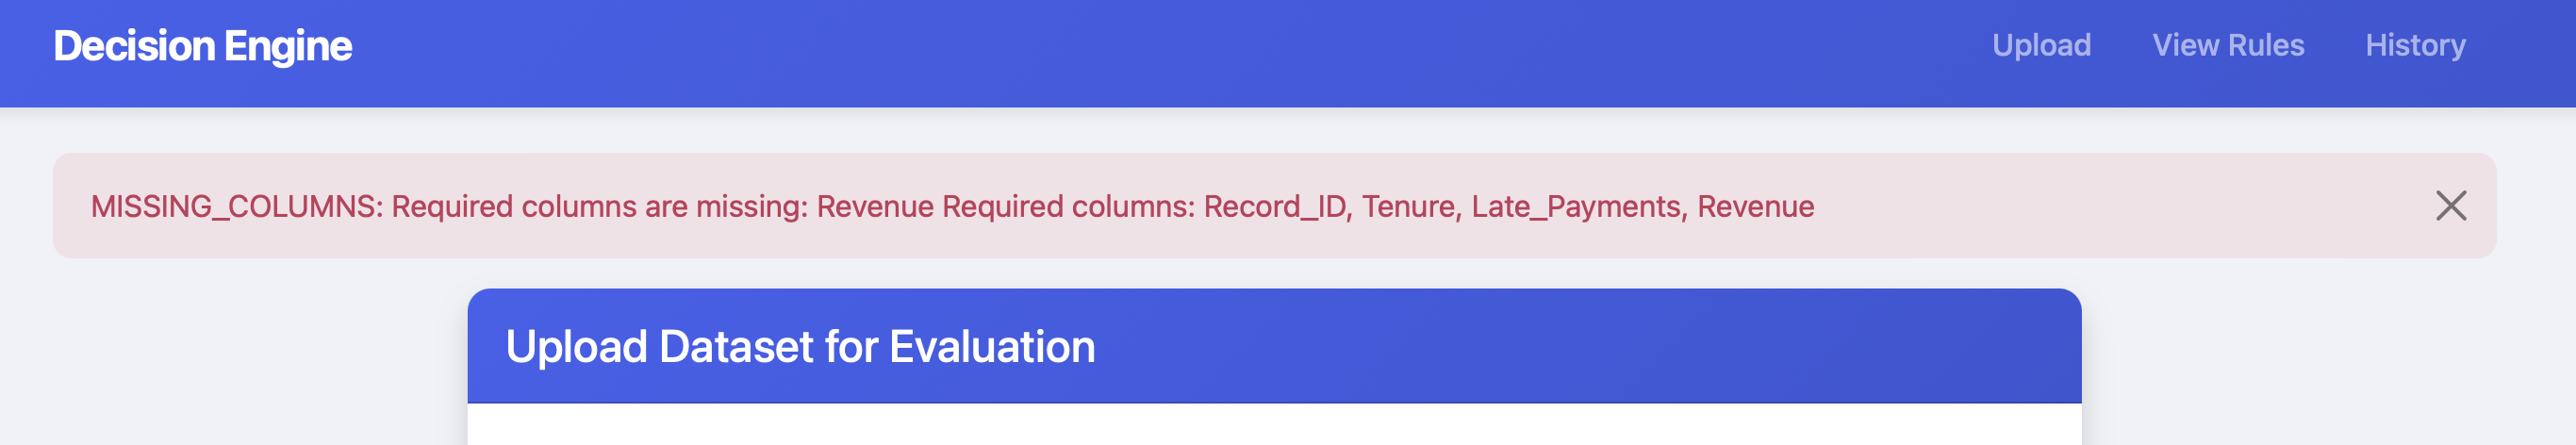 Decision Engine
Upload View Rules History
MISSING_COLUMNS: Required columns are missing: Revenue Required columns: Record_ID, Tenure, Late_Payments, Revenue
Upload Dataset for Evaluation